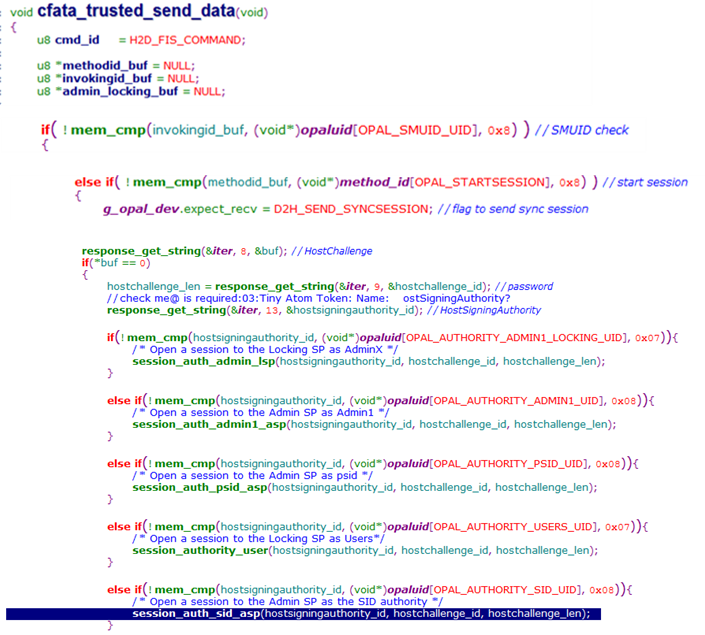 void cfata_trusted_send_data(void)
{
u8 cmd_id = H2D_FIS_COMMAND;
u8 *methodid_buf = NULL;
u8 *invokingid_buf = NULL;
u8 *admin_locking_buf = NULL;
if( !mem_cmp(invokingid_buf, (void*)opaluid[OPAL_SMUID_UID], 0x8) ) //SMUID check
{
else if( !mem_cmp(methodid_buf, (void*)method_id[OPAL_STARTSESSION], 0x8) ) //start session
{
g_opal_dev.expect_recv = D2H_SEND_SYNCSESSION; //flag to send sync session
response_get_string(&iter, 8, &buf); //HostChallenge
if(*buf == 0)
{
hostchallenge_len = response_get_string(&iter, 9, &hostchallenge_id); //password
//check me@ is required:03:Tiny Atom Token: Name: ostSigningAuthority?
response_get_string(&iter, 13, &hostsigningauthority_id); //HostSigningAuthority
if(!mem_cmp(hostsigningauthority_id, (void*)opaluid[OPAL_AUTHORITY_ADMIN1_LOCKING_UID], 0x07)){
/* Open a session to the Locking SP as AdminX */
session_auth_admin_lsp(hostsigningauthority_id, hostchallenge_id, hostchallenge_len);
}
else if(!mem_cmp(hostsigningauthority_id, (void*)opaluid[OPAL_AUTHORITY_ADMIN1_UID], 0x08)){
/* Open a session to the Admin SP as Admin1 */
session_auth_admin1_asp(hostsigningauthority_id, hostchallenge_id, hostchallenge_len);
}
else if(!mem_cmp(hostsigningauthority_id, (void*)opaluid[OPAL_AUTHORITY_PSID_UID], 0x08)){
/* Open a session to the Admin SP as psid */
session_auth_psid_asp(hostsigningauthority_id, hostchallenge_id, hostchallenge_len);
}
else if(!mem_cmp(hostsigningauthority_id, (void*)opaluid[OPAL_AUTHORITY_USERS_UID], 0x07)){
/* Open a session to the Locking SP as Users*/
session_authority_user(hostsigningauthority_id, hostchallenge_id, hostchallenge_len);
}
else if(!mem_cmp(hostsigningauthority_id, (void*)opaluid[OPAL_AUTHORITY_SID_UID], 0x08)){
/* Open a session to the Admin SP as the SID authority */
session_auth_sid_asp(hostsigningauthority_id, hostchallenge_id, hostchallenge_len);
}